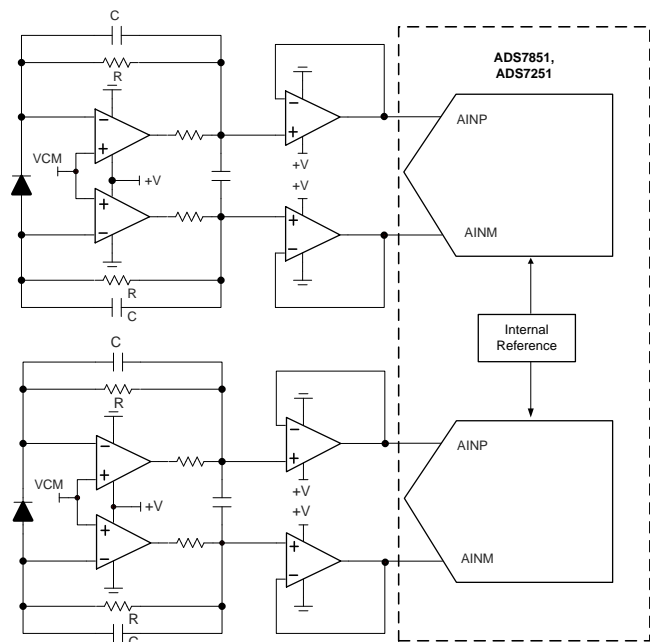 C
R
ADS7851,
ADS7251
AINP
VCM
+V
+V
+V
AINM
R
C
Internal
Reference
C
R
AINP
VCM
+V
+V
+V
AINM
R
C